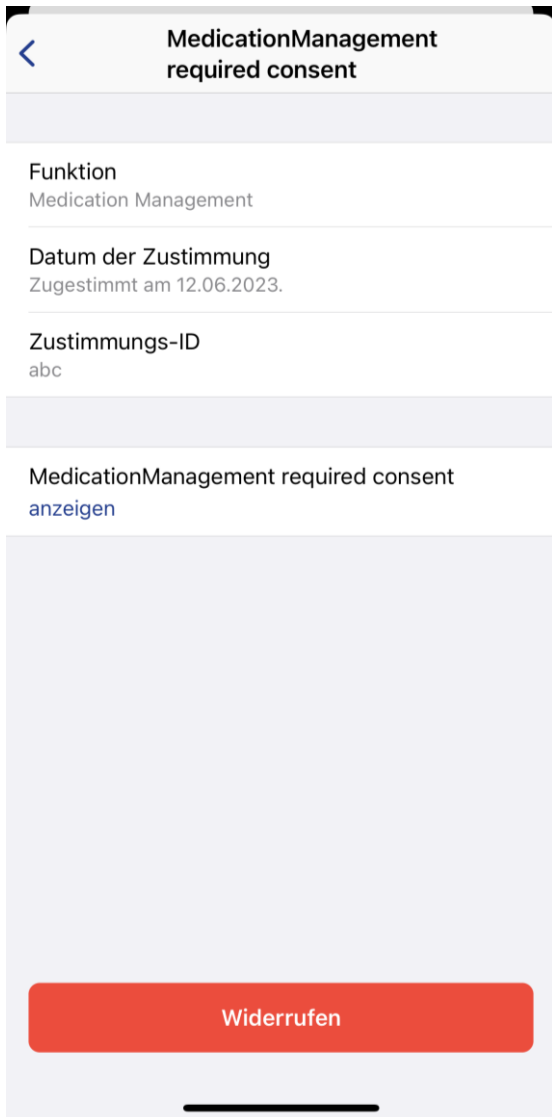 MedicationManagement
required consent
Funktion
Medication Management
Datum der Zustimmung
Zugestimmt am 12.06.2023.
Zustimmungs-ID
abc
MedicationManagement required consent
anzeigen
Widerrufen